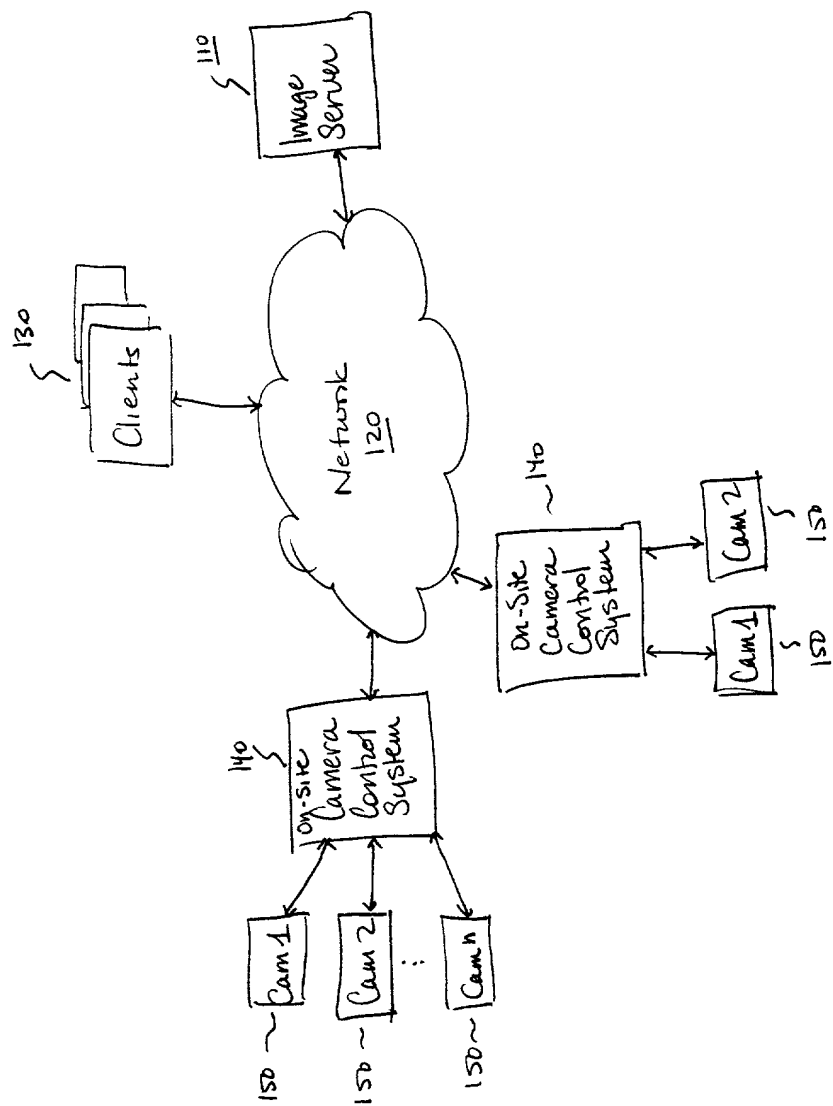 130
Clients
110
Image
Server
Network
120
140
On-Site
Camera
Control
System
~140
On-Site
Camera
Control
System
150~
Cam 1
150~
Cam 2
...
150~
Cam n
Cam 1
150
Cam 2
150